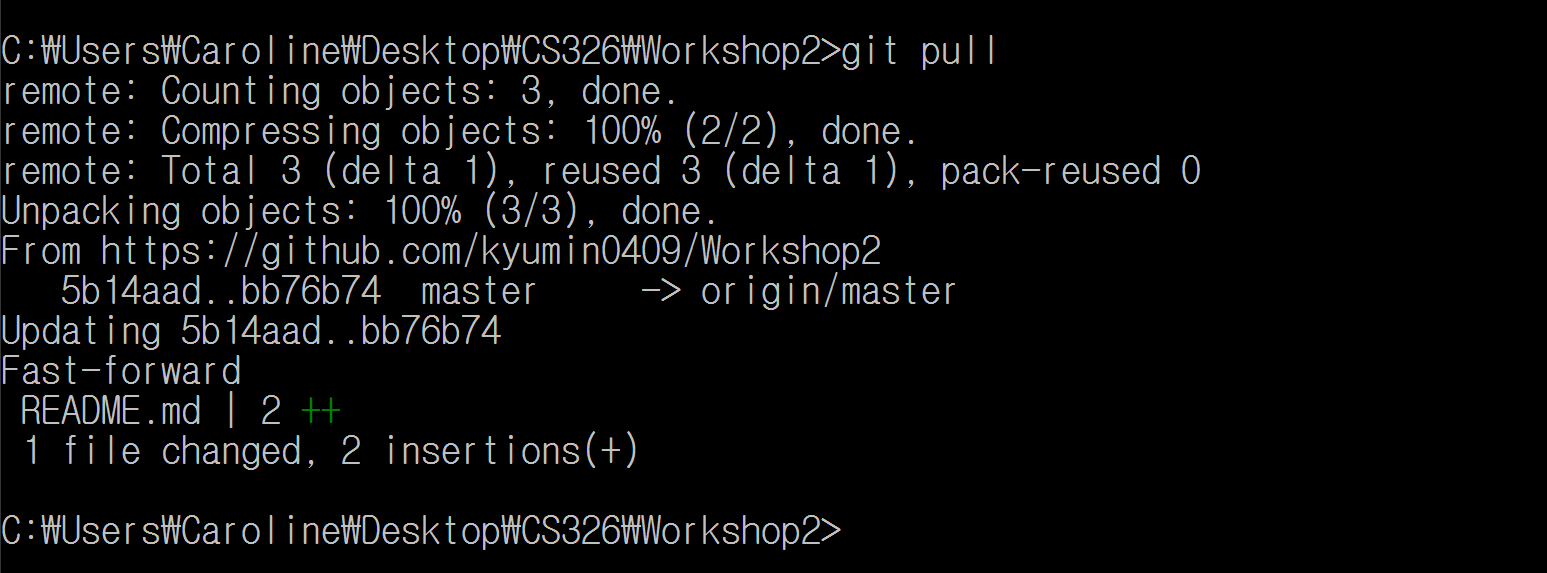 C:₩Users₩Caroline₩Desktop₩CS326₩Workshop2>git pull
remote: Counting objects: 3, done.
remote: Compressing objects: 100% (2/2), done.
remote: Total 3 (delta 1), reused 3 (delta 1), pack-reused 0
Unpacking objects: 100% (3/3), done.
From https://github.com/kyumin0409/Workshop2
   5b14aad..bb76b74  master     -> origin/master
Updating 5b14aad..bb76b74
Fast-forward
 README.md | 2 ++
 1 file changed, 2 insertions(+)
C:₩Users₩Caroline₩Desktop₩CS326₩Workshop2>